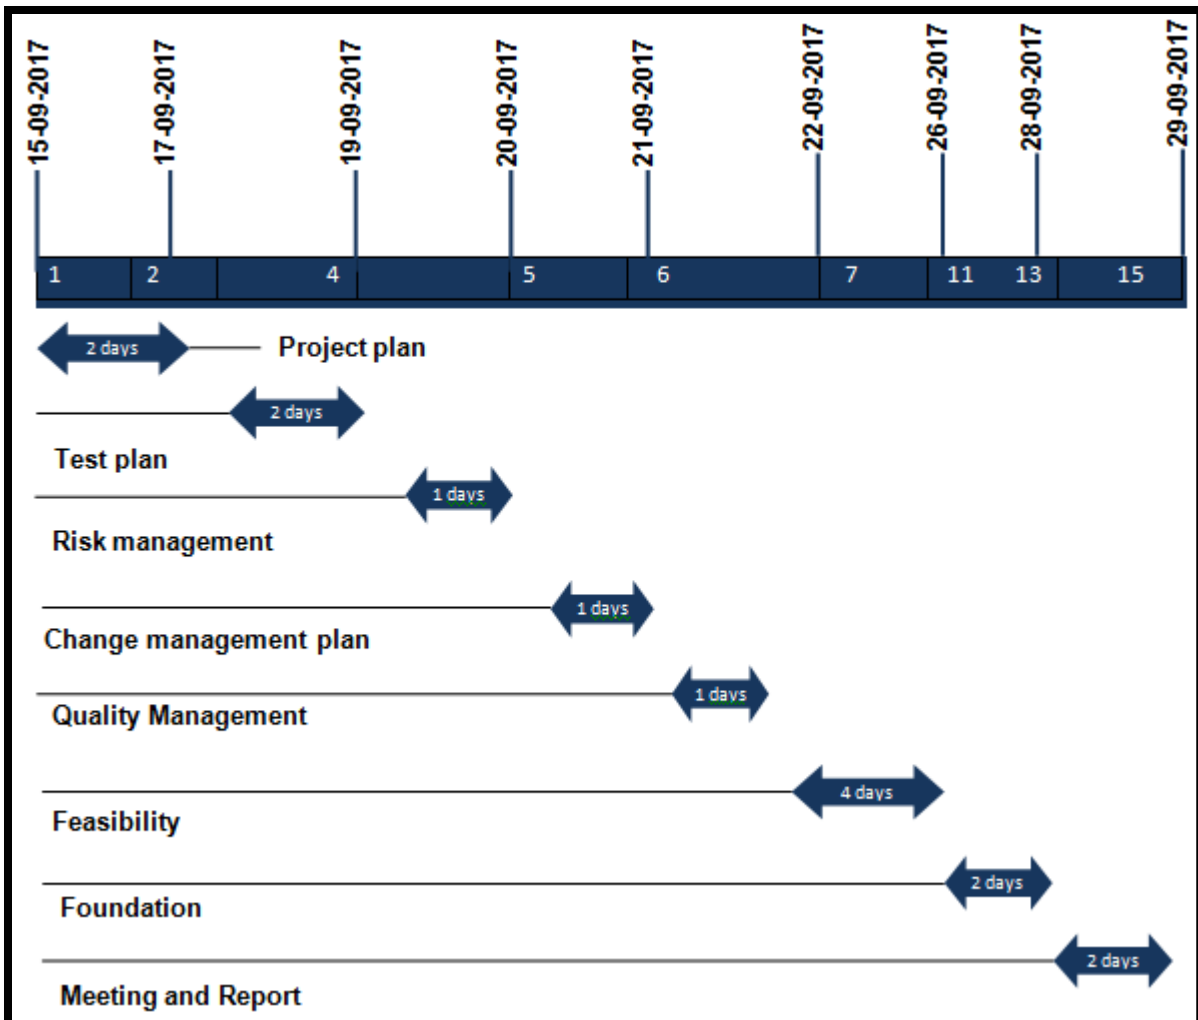 15-09-2017
17-09-2017
19-09-2017
20-09-2017
21-09-2017
22-09-2017
26-09-2017
28-09-2017
29-09-2017
1 2 4 5 6 7 11 13 15
2 days Project plan
2 days
Test plan
1 days
Risk management
1 days
Change management plan
1 days
Quality Management
4 days
Feasibility
2 days
Foundation
2 days
Meeting and Report